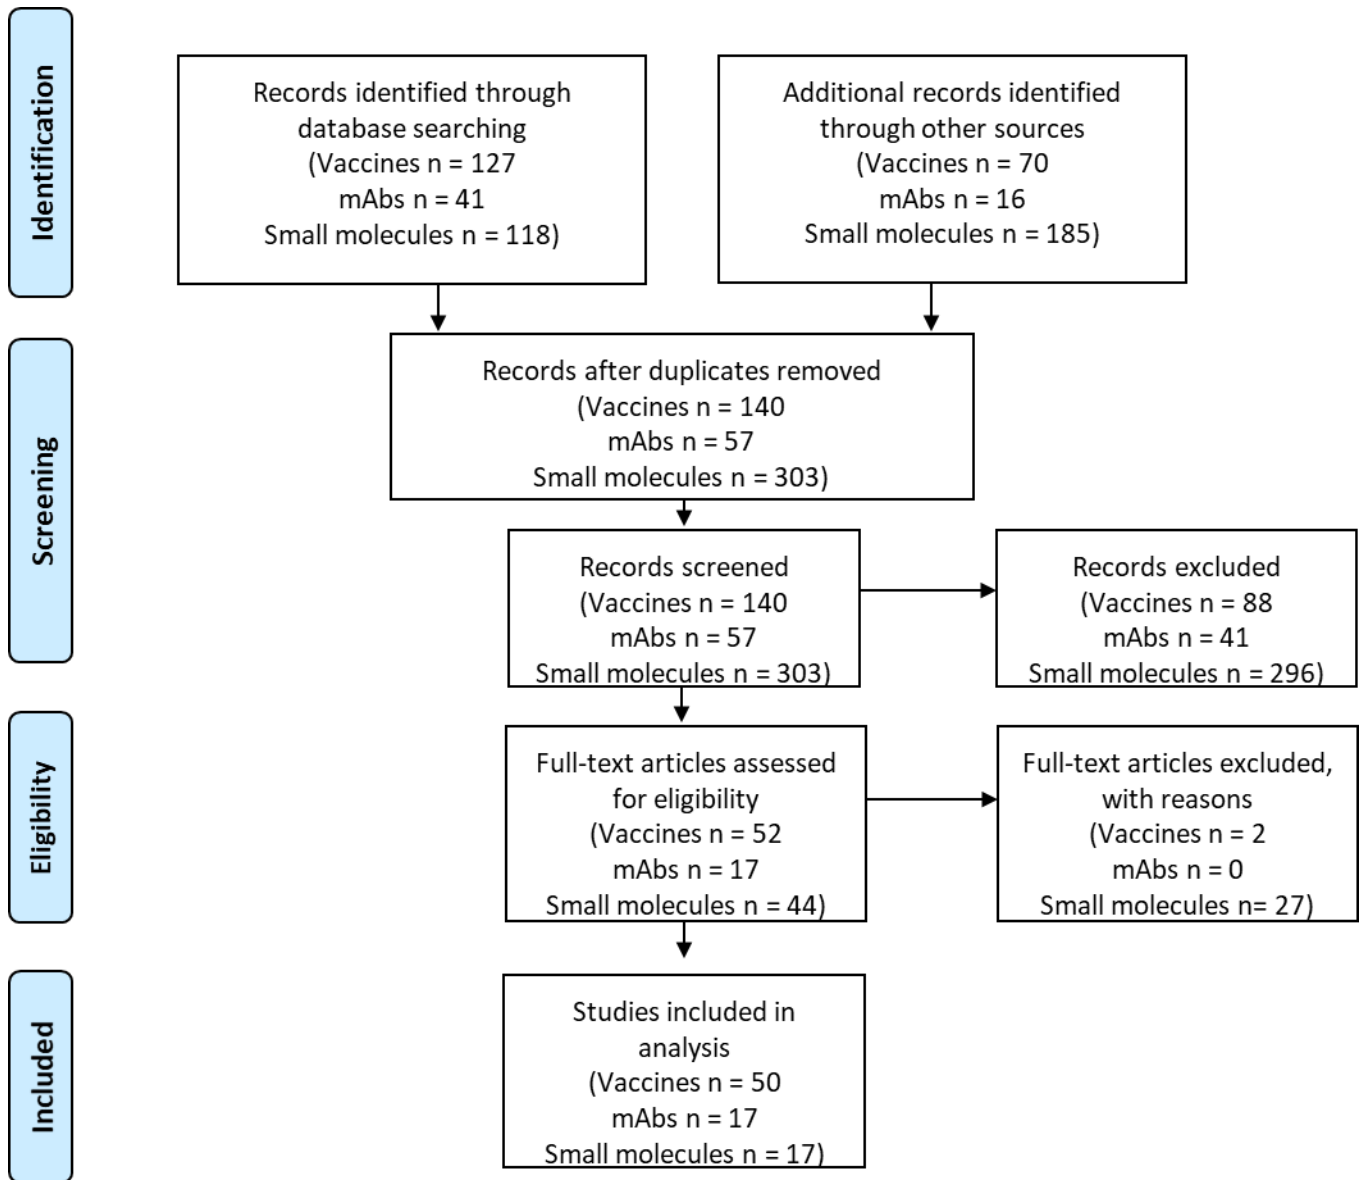 Identification
Records identified through
database searching
(Vaccines n = 127
mAbs n = 41
Small molecules n = 118)
Additional records identified
through other sources
(Vaccines n = 70
mAbs n = 16
Small molecules n = 185)
Screening
Records after duplicates removed
(Vaccines n = 140
mAbs n = 57
Small molecules n = 303)
Records screened
(Vaccines n = 140
mAbs n = 57
Small molecules n = 303)
Records excluded
(Vaccines n = 88
mAbs n = 41
Small molecules n = 296)
Eligibility
Full-text articles assessed
for eligibility
(Vaccines n = 52
mAbs n = 17
Small molecules n = 44)
Full-text articles excluded,
with reasons
(Vaccines n = 2
mAbs n = 0
Small molecules n= 27)
Included
Studies included in
analysis
(Vaccines n = 50
mAbs n = 17
Small molecules n = 17)